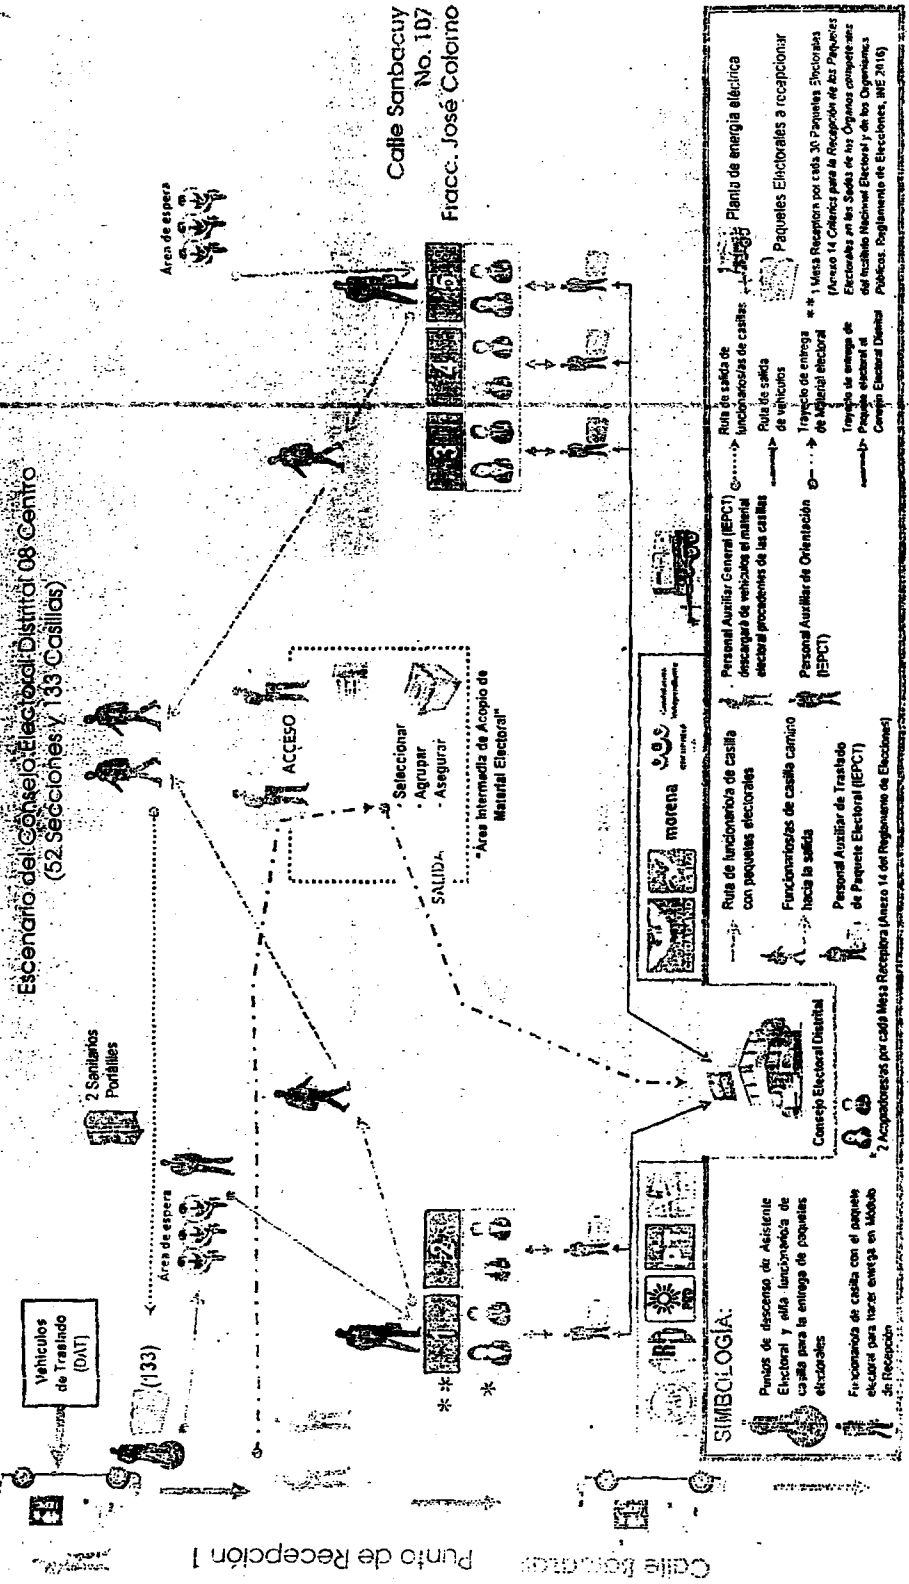 Escenario del Consejo Electoral Distrital 08 Centro
(52 Secciones y 133 Casillas)
Calle Sanbacuy
No. 107
Fracc. José Colomo
Vehículos
de Traslado
(DAT)
(133)
2 Sanitarios
Portátiles
Área de espera
Área de espera
Punto de Recepción 1
ACCESO
- Seleccionar
- Agrupar
- Asegurar
SALIDA
"Área Intermedia de Acopio de
Material Electoral"
**
*
1
2
3
4
5
PRD
morena
Consejo Electoral Distrital
SIMBOLOGÍA:
Puntos de descenso de Asistente
Electoral y el/la funcionario/a de
casilla para la entrega de paquetes
electorales
Funcionario/a de casilla con el paquete
electoral para hacer entrega en Módulo
de Recepción
* 2 Acopiadores/as por cada Mesa Receptora (Anexo 14 del Reglamento de Elecciones)
Ruta de funcionario/a de casilla
con paquetes electorales
Funcionarios/as de casilla camino
hacia la salida
Personal Auxiliar de Traslado
de Paquete Electoral (IEPCT)
Personal Auxiliar General (IEPCT)
descargará de vehículos el material
electoral procedentes de las casillas
Personal Auxiliar de Orientación
(IEPCT)
Ruta de salida de
funcionarios/as de casillas
Ruta de salida
de vehículos
Trayecto de entrega
de Material electoral
Trayecto de entrega de
Paquete electoral al
Consejo Electoral Distrital
Planta de energía eléctrica
Paquetes Electorales a recepcionar
** 1 Mesa Receptora por cada 30 Paquetes Electorales
(Anexo 14 Criterios para la Recepción de los Paquetes
Electorales en las Sedes de los Órganos competentes
del Instituto Nacional Electoral y de los Organismos
Públicos, Reglamento de Elecciones, INE 2016)